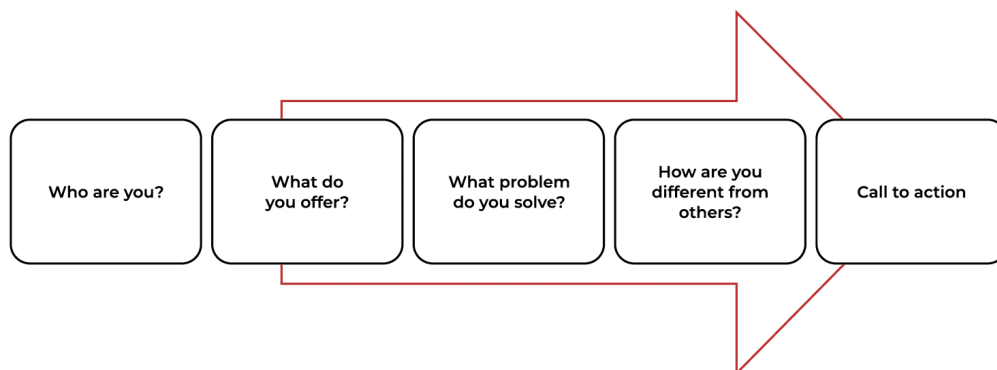 Who are you?
What do
you offer?
What problem
do you solve?
How are you
different from
others?
Call to action